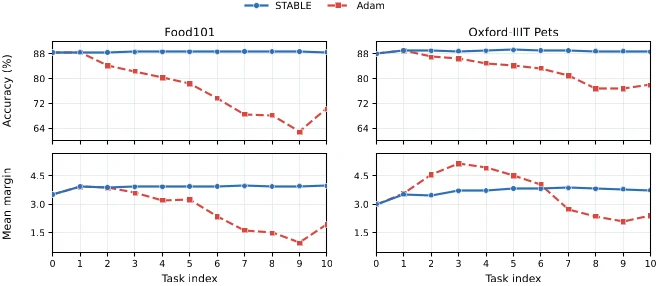 STABLE Adam
Food101
Oxford-IIIT Pets
Accuracy (%)
88
80
72
64
88
80
72
64
Mean margin
4.5
3.0
1.5
4.5
3.0
1.5
0 1 2 3 4 5 6 7 8 9 10
0 1 2 3 4 5 6 7 8 9 10
Task index
Task index